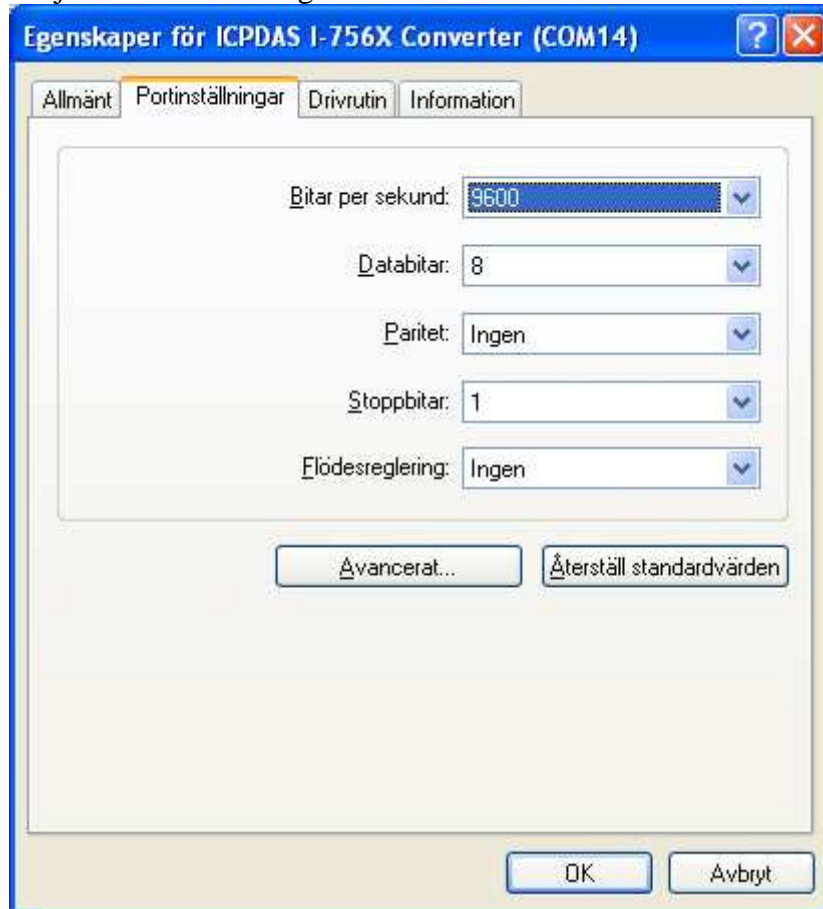 Egenskaper för ICPDAS I-756X Converter (COM14)
Allmänt Portinställningar Drivrutin Information
Bitar per sekund: 9600
Databitar: 8
Paritet: Ingen
Stoppbitar: 1
Flödesreglering: Ingen
Avancerat... Återställ standardvärden
OK Avbryt